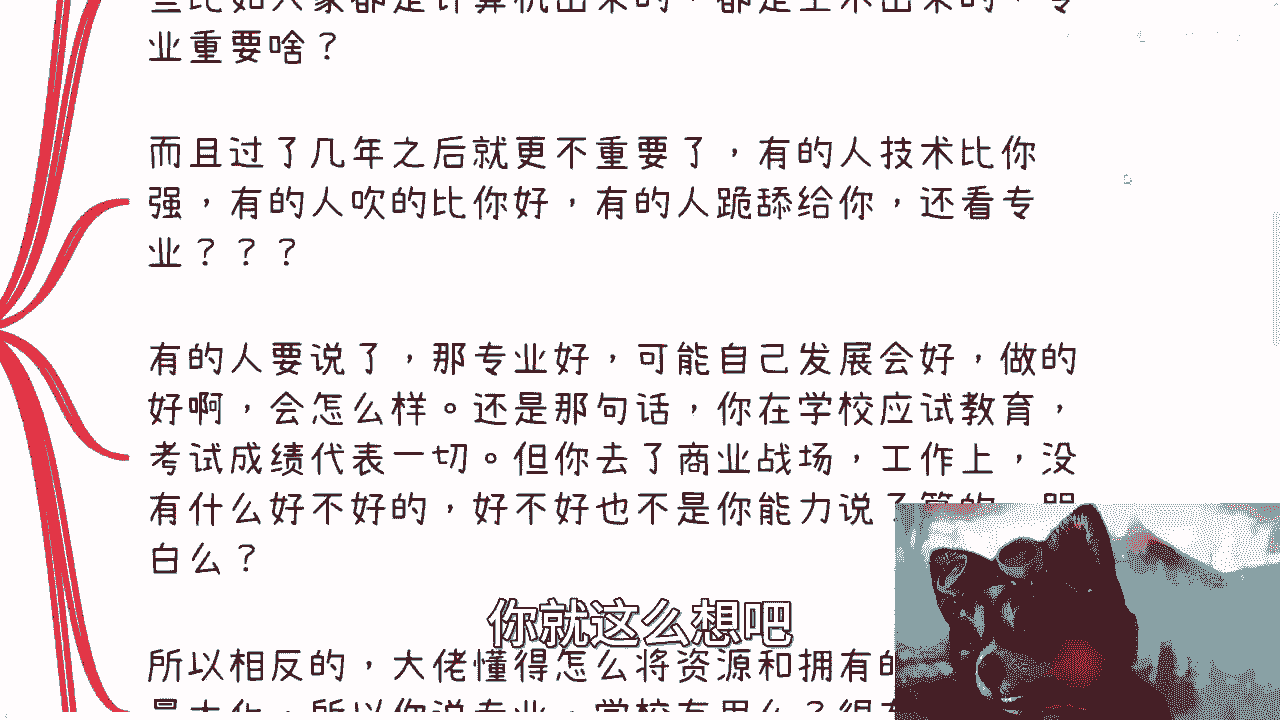 些比如大家都是计算机出来的，都是土木出来的，专
业重要啥？
而且过了几年之后就更不重要了，有的人技术比你
强，有的人吹的比你好，有的人跪舔给你，还看专
业？？？
有的人要说了，那专业好，可能自己发展会好，做的
好啊，会怎么样。还是那句话，你在学校应试教育，
考试成绩代表一切。但你去了商业战场，工作上，没
有什么好不好的，好不好也不是你能力说了算的，明
白么？
你就这么想吧
所以相反的，大佬懂得怎么将资源和拥有的
最大化，所以你说专业，学校有用么？很有